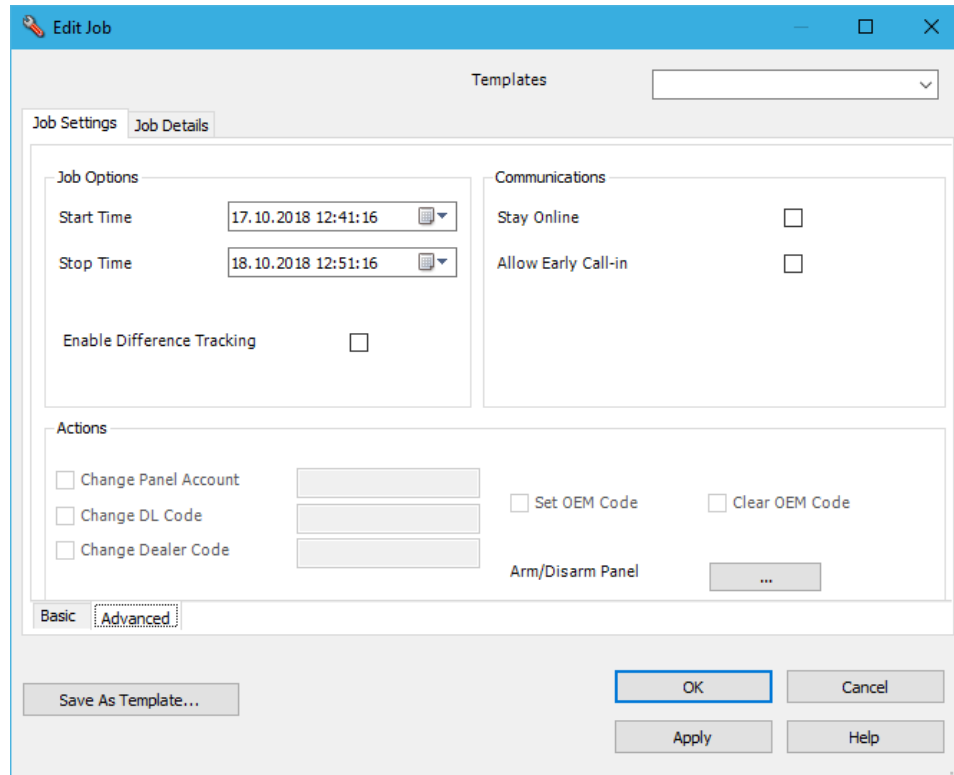 Edit Job
Templates
Job Settings Job Details
Job Options
Start Time 17.10.2018 12:41:16
Stop Time 18.10.2018 12:51:16
Enable Difference Tracking
Communications
Stay Online
Allow Early Call-in
Actions
Change Panel Account
Change DL Code
Change Dealer Code
Set OEM Code Clear OEM Code
Arm/Disarm Panel ...
Basic Advanced
Save As Template...
OK Cancel
Apply Help